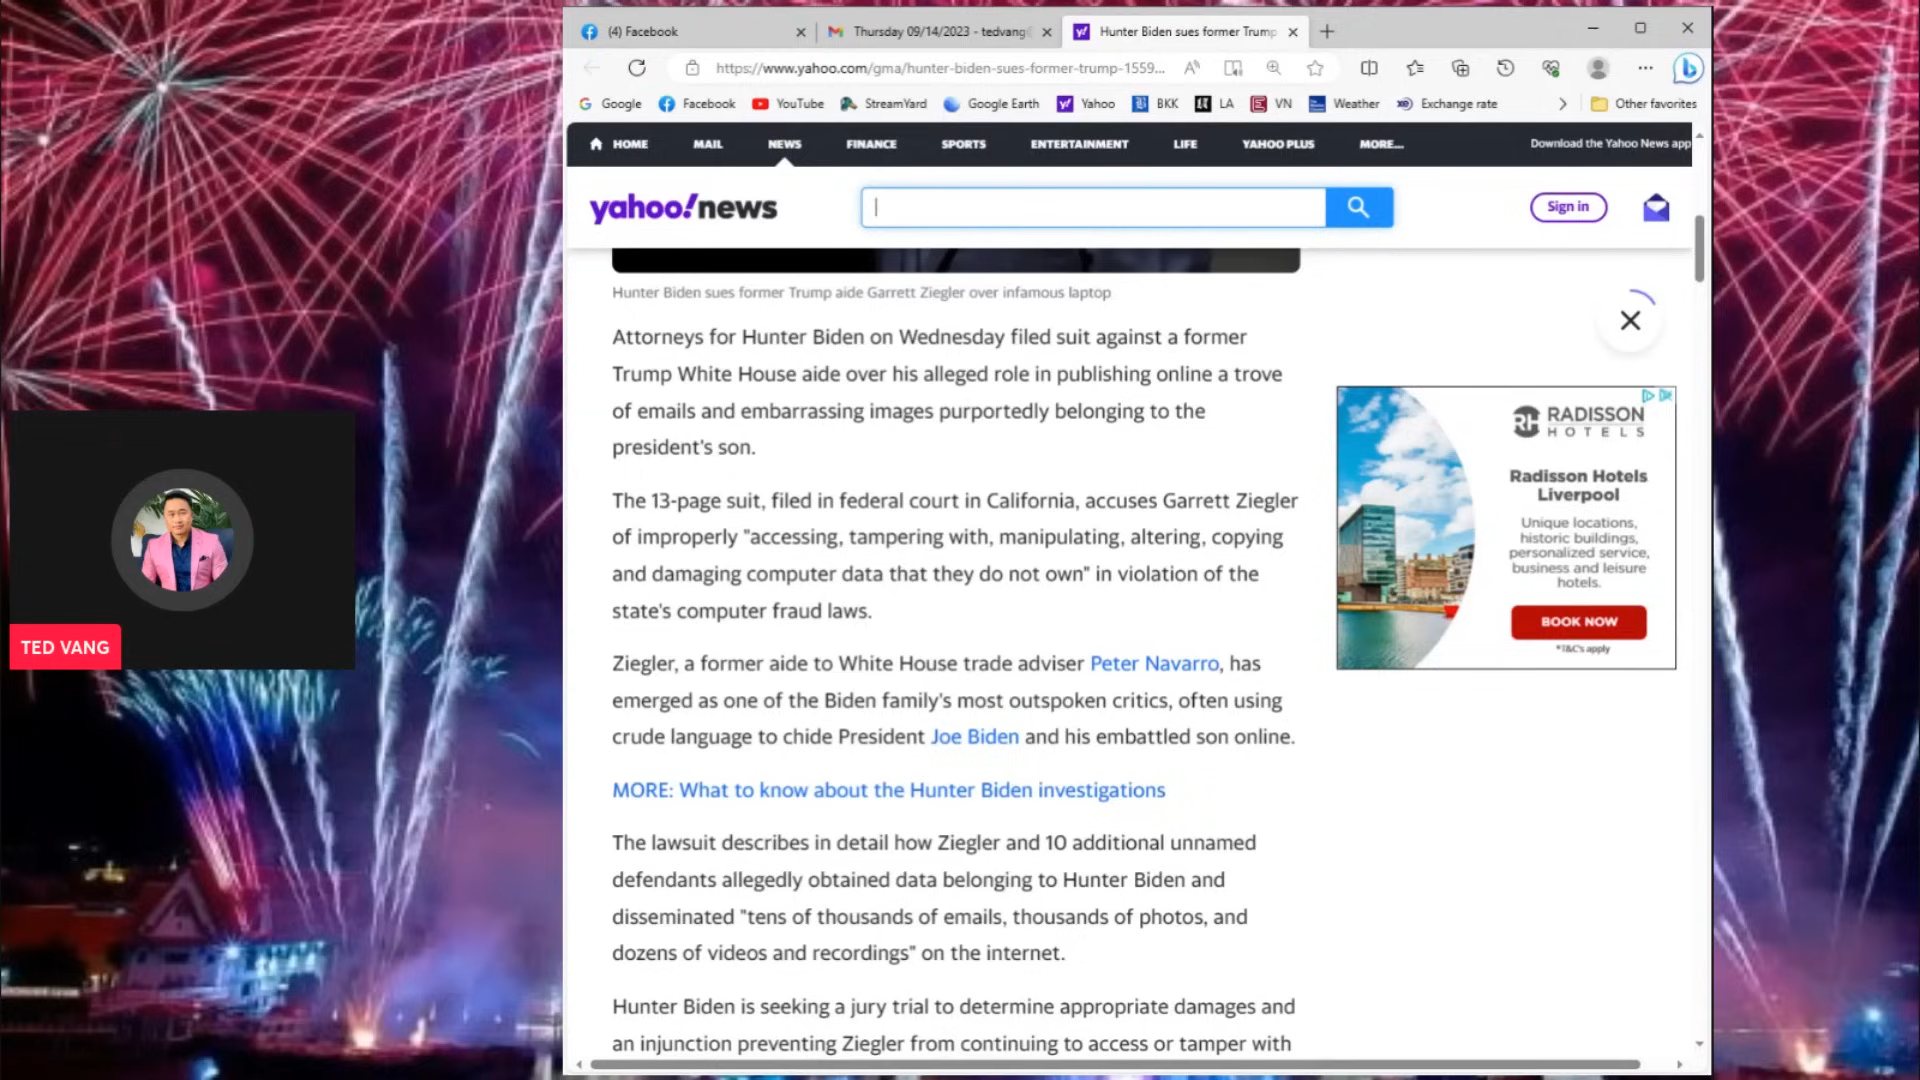 (4) Facebook
Thursday 09/14/2023 - tedvang
Hunter Biden sues former Trump
https://www.yahoo.com/gma/hunter-biden-sues-former-trump-1559...
Google Facebook YouTube StreamYard Google Earth Yahoo BKK LA VN Weather Exchange rate Other favorites
HOME MAIL NEWS FINANCE SPORTS ENTERTAINMENT LIFE YAHOO PLUS MORE... Download the Yahoo News app
yahoo!news
Sign in
Hunter Biden sues former Trump aide Garrett Ziegler over infamous laptop
Attorneys for Hunter Biden on Wednesday filed suit against a former
Trump White House aide over his alleged role in publishing online a trove
of emails and embarrassing images purportedly belonging to the
president's son.
The 13-page suit, filed in federal court in California, accuses Garrett Ziegler
of improperly "accessing, tampering with, manipulating, altering, copying
and damaging computer data that they do not own" in violation of the
state's computer fraud laws.
Ziegler, a former aide to White House trade adviser Peter Navarro, has
emerged as one of the Biden family's most outspoken critics, often using
crude language to chide President Joe Biden and his embattled son online.
MORE: What to know about the Hunter Biden investigations
The lawsuit describes in detail how Ziegler and 10 additional unnamed
defendants allegedly obtained data belonging to Hunter Biden and
disseminated "tens of thousands of emails, thousands of photos, and
dozens of videos and recordings" on the internet.
Hunter Biden is seeking a jury trial to determine appropriate damages and
an injunction preventing Ziegler from continuing to access or tamper with
RH RADISSON
HOTELS
Radisson Hotels
Liverpool
Unique locations,
historic buildings,
personalized service,
business and leisure
hotels.
BOOK NOW
*T&C's apply
TED VANG